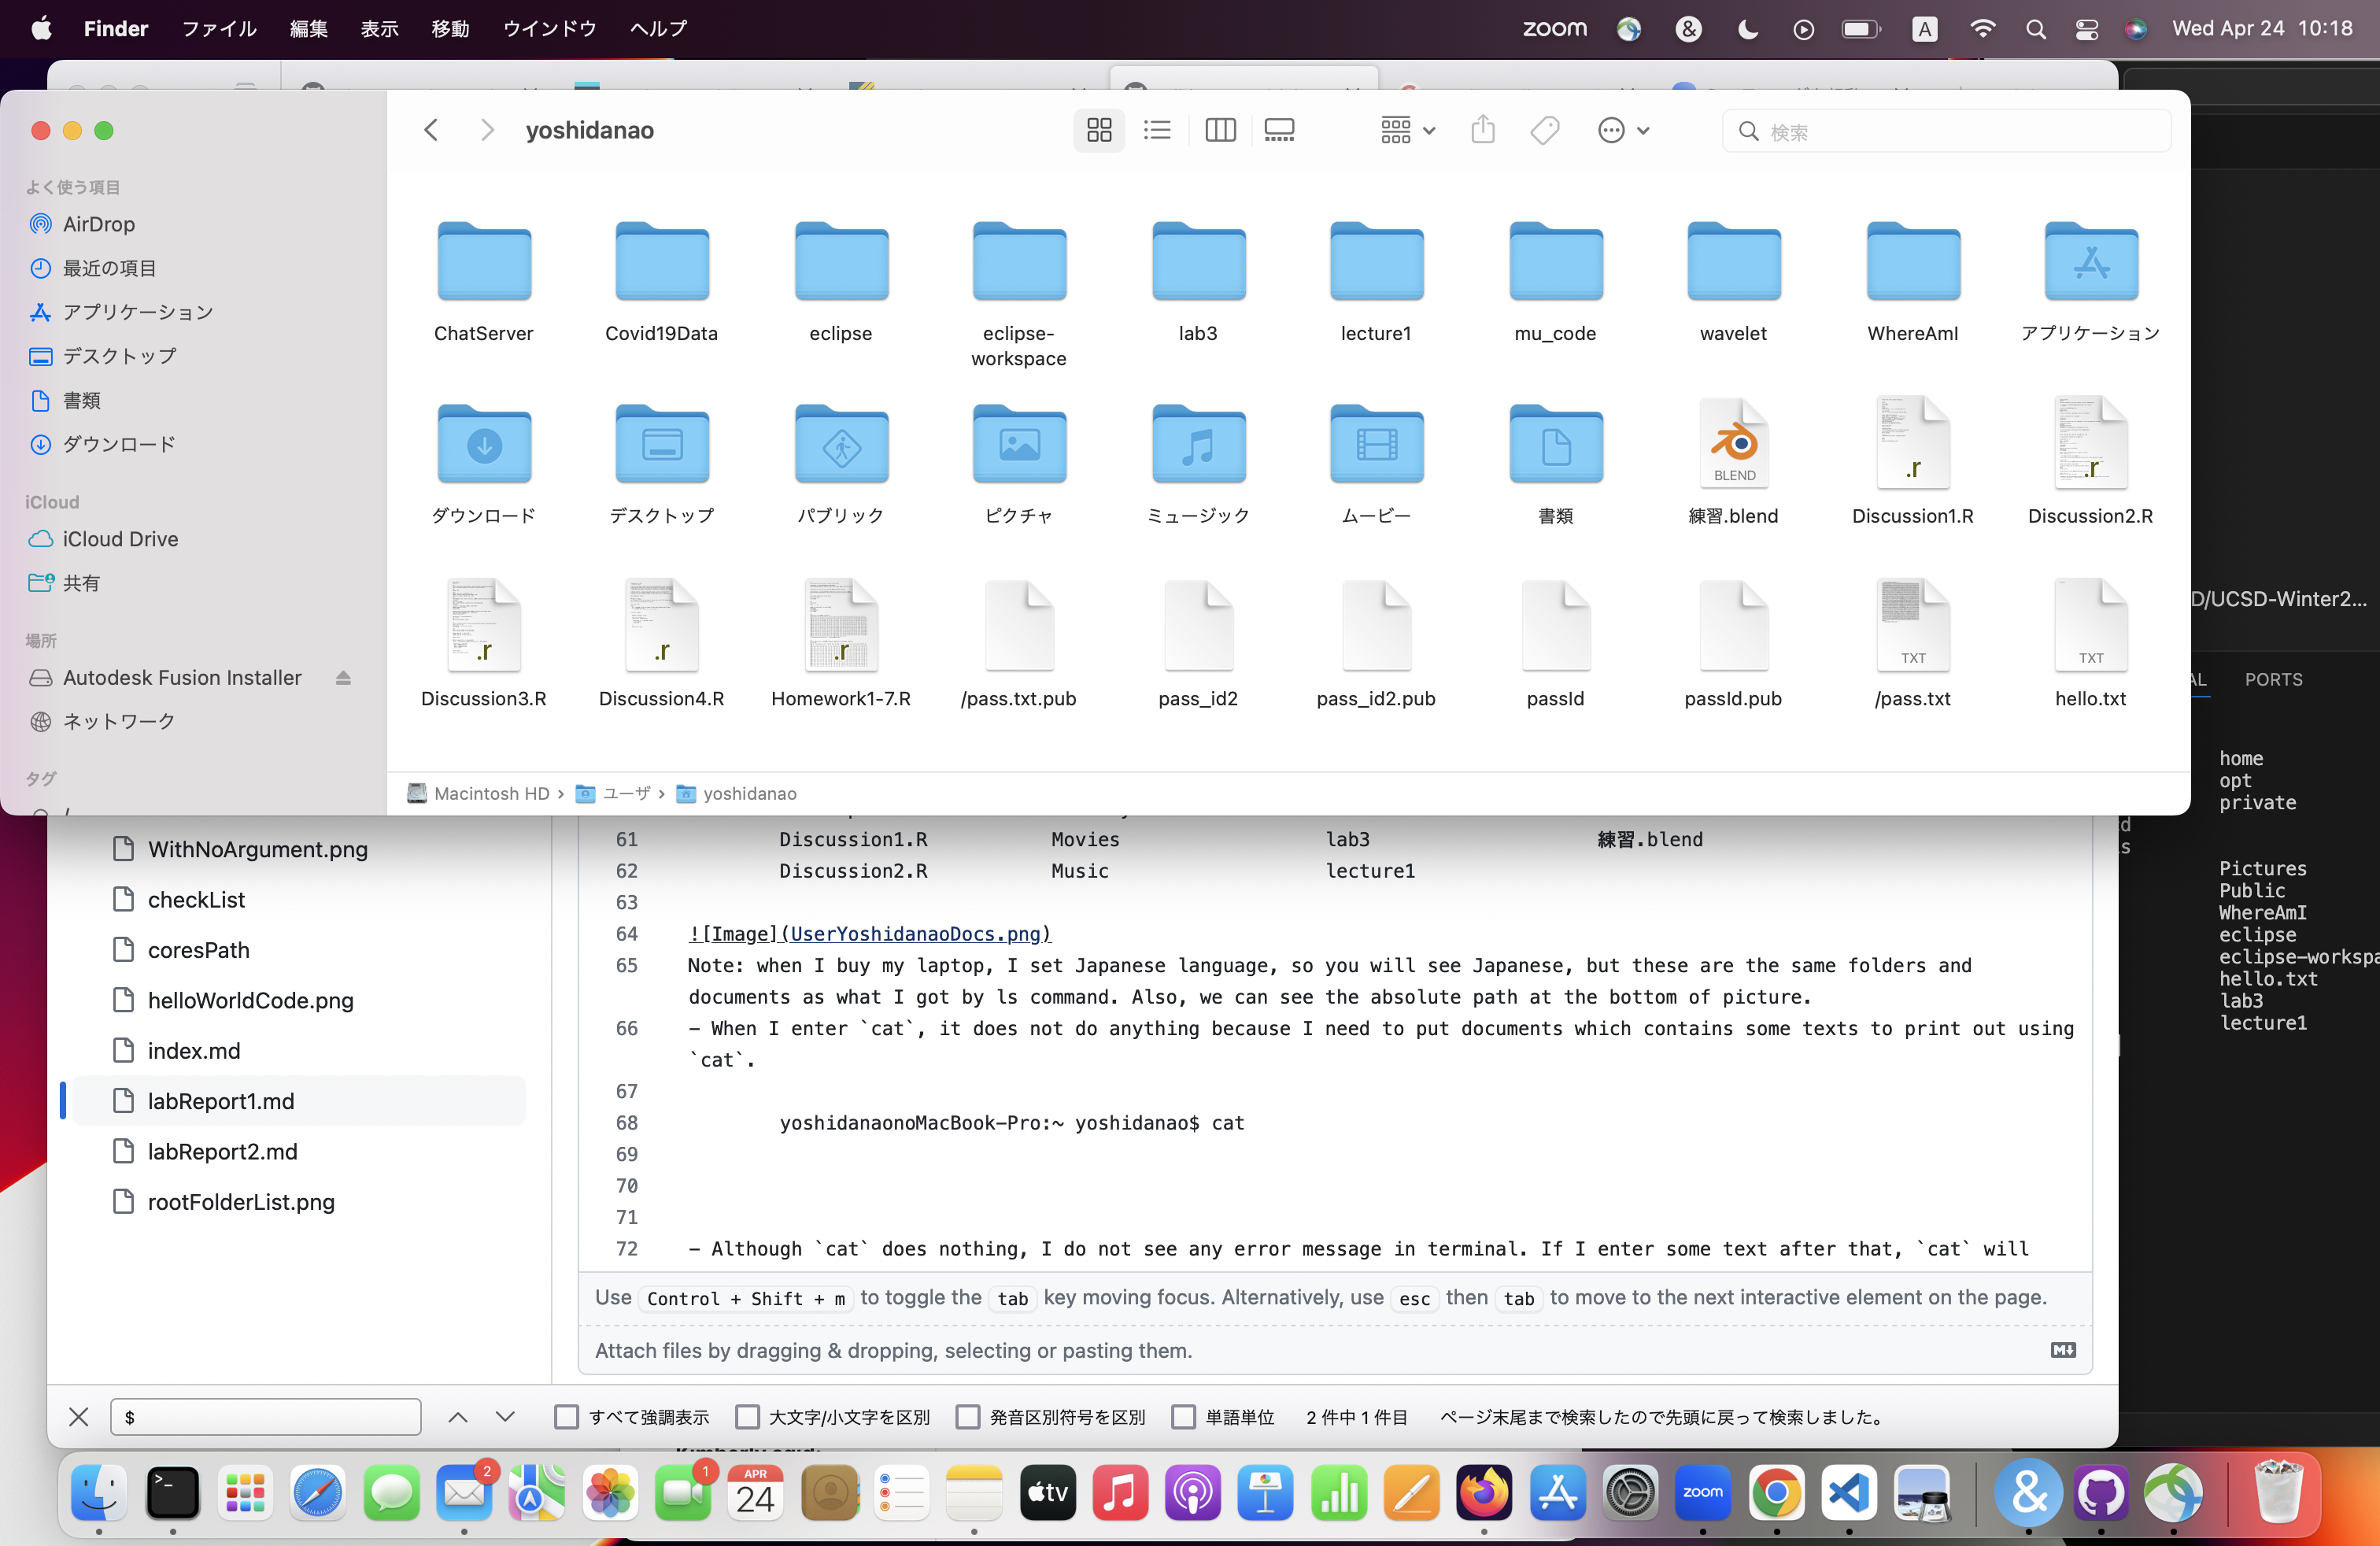 Finder ファイル 編集 表示 移動 ウインドウ ヘルプ zoom & A Wed Apr 24 10:18
yoshidanao
検索
よく使う項目
AirDrop
最近の項目
アプリケーション
デスクトップ
書類
ダウンロード
iCloud
iCloud Drive
共有
場所
Autodesk Fusion Installer
ネットワーク
タグ
ChatServer Covid19Data eclipse eclipse- lab3 lecture1 mu_code wavelet WhereAmI アプリケーション
workspace
BLEND .r .r
ダウンロード デスクトップ パブリック ピクチャ ミュージック ムービー 書類 練習.blend Discussion1.R Discussion2.R
.r .r .r TXT TXT
Discussion3.R Discussion4.R Homework1-7.R /pass.txt.pub pass_id2 pass_id2.pub passId passId.pub /pass.txt hello.txt
Macintosh HD › ユーザ › yoshidanao
D/UCSD-Winter2...
AL PORTS
home
opt
private
Pictures
Public
WhereAmI
eclipse
eclipse-workspa
hello.txt
lab3
lecture1
WithNoArgument.png
checkList
coresPath
helloWorldCode.png
index.md
labReport1.md
labReport2.md
rootFolderList.png
61 Discussion1.R Movies lab3 練習.blend
62 Discussion2.R Music lecture1
63
64 ![Image](UserYoshidanaoDocs.png)
65 Note: when I buy my laptop, I set Japanese language, so you will see Japanese, but these are the same folders and
documents as what I got by ls command. Also, we can see the absolute path at the bottom of picture.
66 - When I enter `cat`, it does not do anything because I need to put documents which contains some texts to print out using
`cat`.
67
68 yoshidanaonoMacBook-Pro:~ yoshidanao$ cat
69
70
71
72 - Although `cat` does nothing, I do not see any error message in terminal. If I enter some text after that, `cat` will
Use Control + Shift + m to toggle the tab key moving focus. Alternatively, use esc then tab to move to the next interactive element on the page.
Attach files by dragging & dropping, selecting or pasting them.
$ すべて強調表示 大文字/小文字を区別 発音区別符号を区別 単語単位 2 件中 1 件目 ページ末尾まで検索したので先頭に戻って検索しました。
2 1 APR 24 tv zoom &